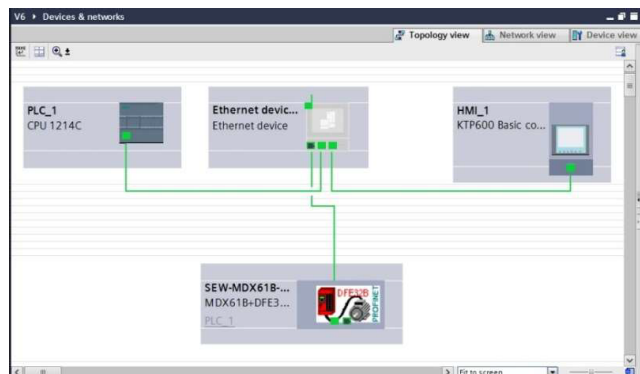 V6 ▸ Devices & networks
Topology view
Network view
Device view
PLC_1
CPU 1214C
Ethernet devic...
Ethernet device
HMI_1
KTP600 Basic co...
SEW-MDX61B-...
MDX61B+DFE3...
PLC_1
DFE32B
PROFINET
Fit to screen